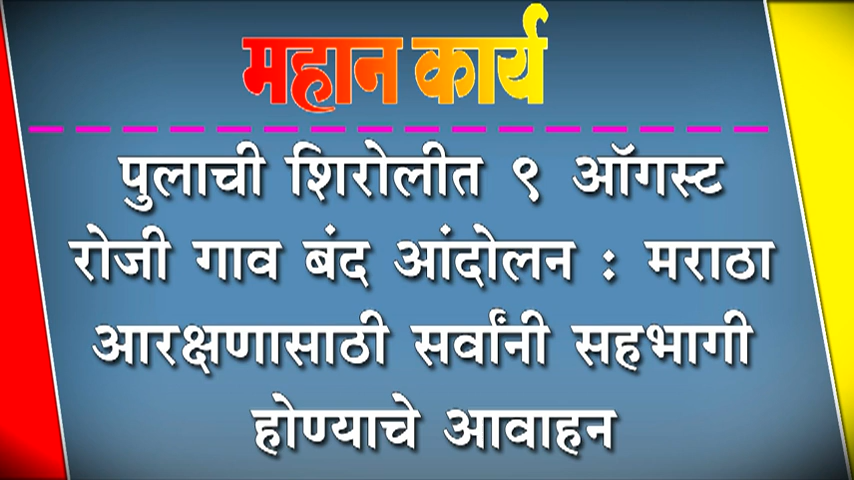 महान कार्य
पुलाची शिरोलीत ९ ऑगस्ट
रोजी गाव बंद आंदोलन : मराठा
आरक्षणासाठी सर्वांनी सहभागी
होण्याचे आवाहन